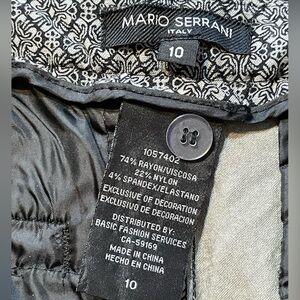 MARIO SERRANI
ITALY
10
1057402
74% RAYON/VISCOSA
22% NYLON
4% SPANDEX/ELASTANO
EXCLUSIVE OF DECORATION
EXCLUSIVO DE DECORACION
DISTRIBUTED BY:
BASIC FASHION SERVICES
CA-59169
MADE IN CHINA
HECHO EN CHINA
10